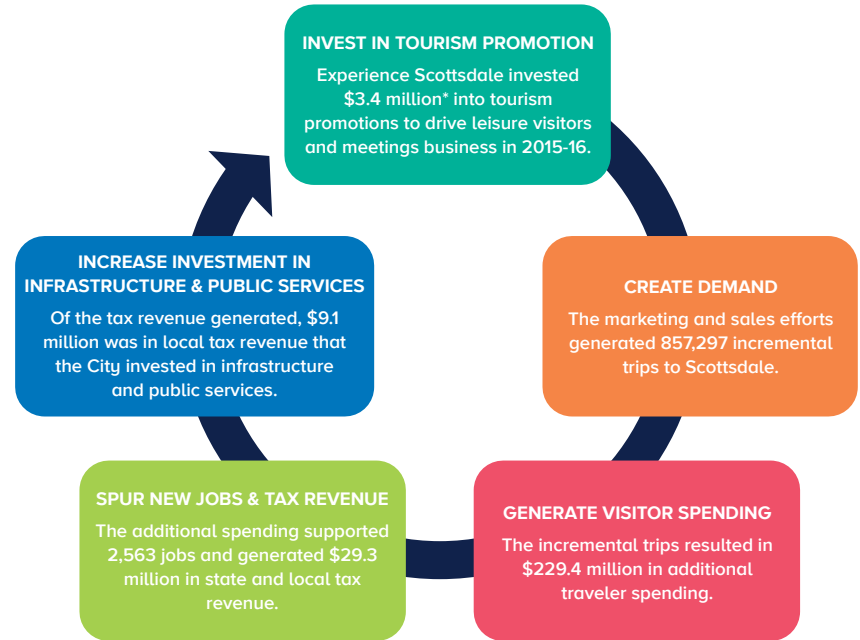 INVEST IN TOURISM PROMOTION
Experience Scottsdale invested
$3.4 million* into tourism
promotions to drive leisure visitors
and meetings business in 2015-16.
CREATE DEMAND
The marketing and sales efforts
generated 857,297 incremental
trips to Scottsdale.
GENERATE VISITOR SPENDING
The incremental trips resulted in
$229.4 million in additional
traveler spending.
SPUR NEW JOBS & TAX REVENUE
The additional spending supported
2,563 jobs and generated $29.3
million in state and local tax
revenue.
INCREASE INVESTMENT IN
INFRASTRUCTURE & PUBLIC SERVICES
Of the tax revenue generated, $9.1
million was in local tax revenue that
the City invested in infrastructure
and public services.